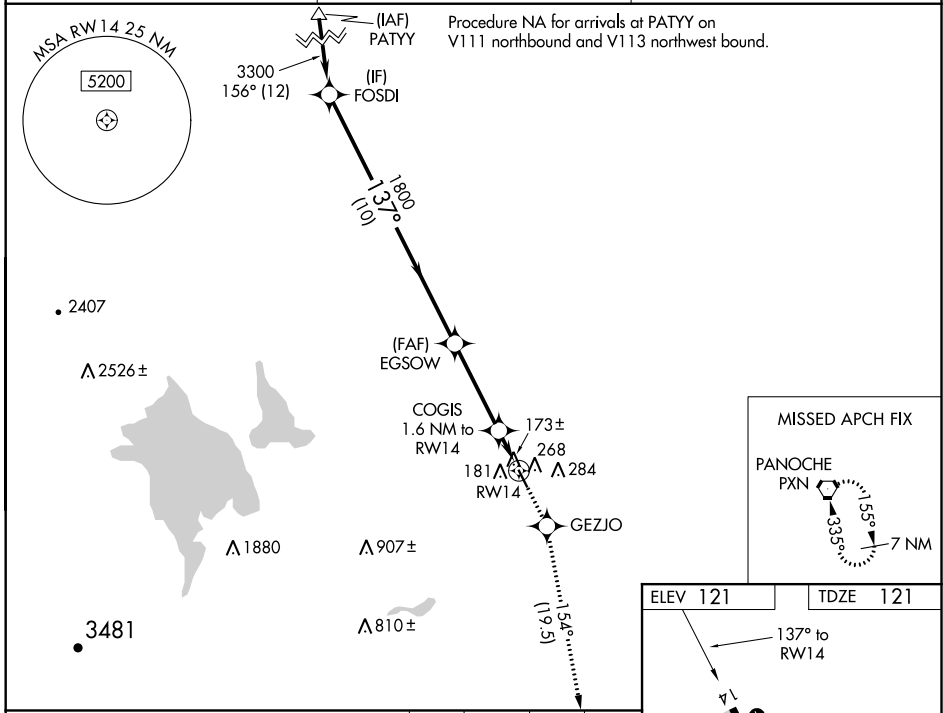 MSA RW14 25 NM
5200
(IAF)
PATYY
Procedure NA for arrivals at PATYY on
V111 northbound and V113 northwest bound.
3300
156° (12)
(IF)
FOSDI
1800
137°
(10)
2407
2526±
(FAF)
EGSOW
COGIS
1.6 NM to
RW14
173±
268
181
284
RW14
GEZJO
1880
907±
810±
3481
154°
(19.5)
MISSED APCH FIX
PANOCHE
PXN
155°
335°
7 NM
ELEV 121
TDZE 121
137° to
RW14
14